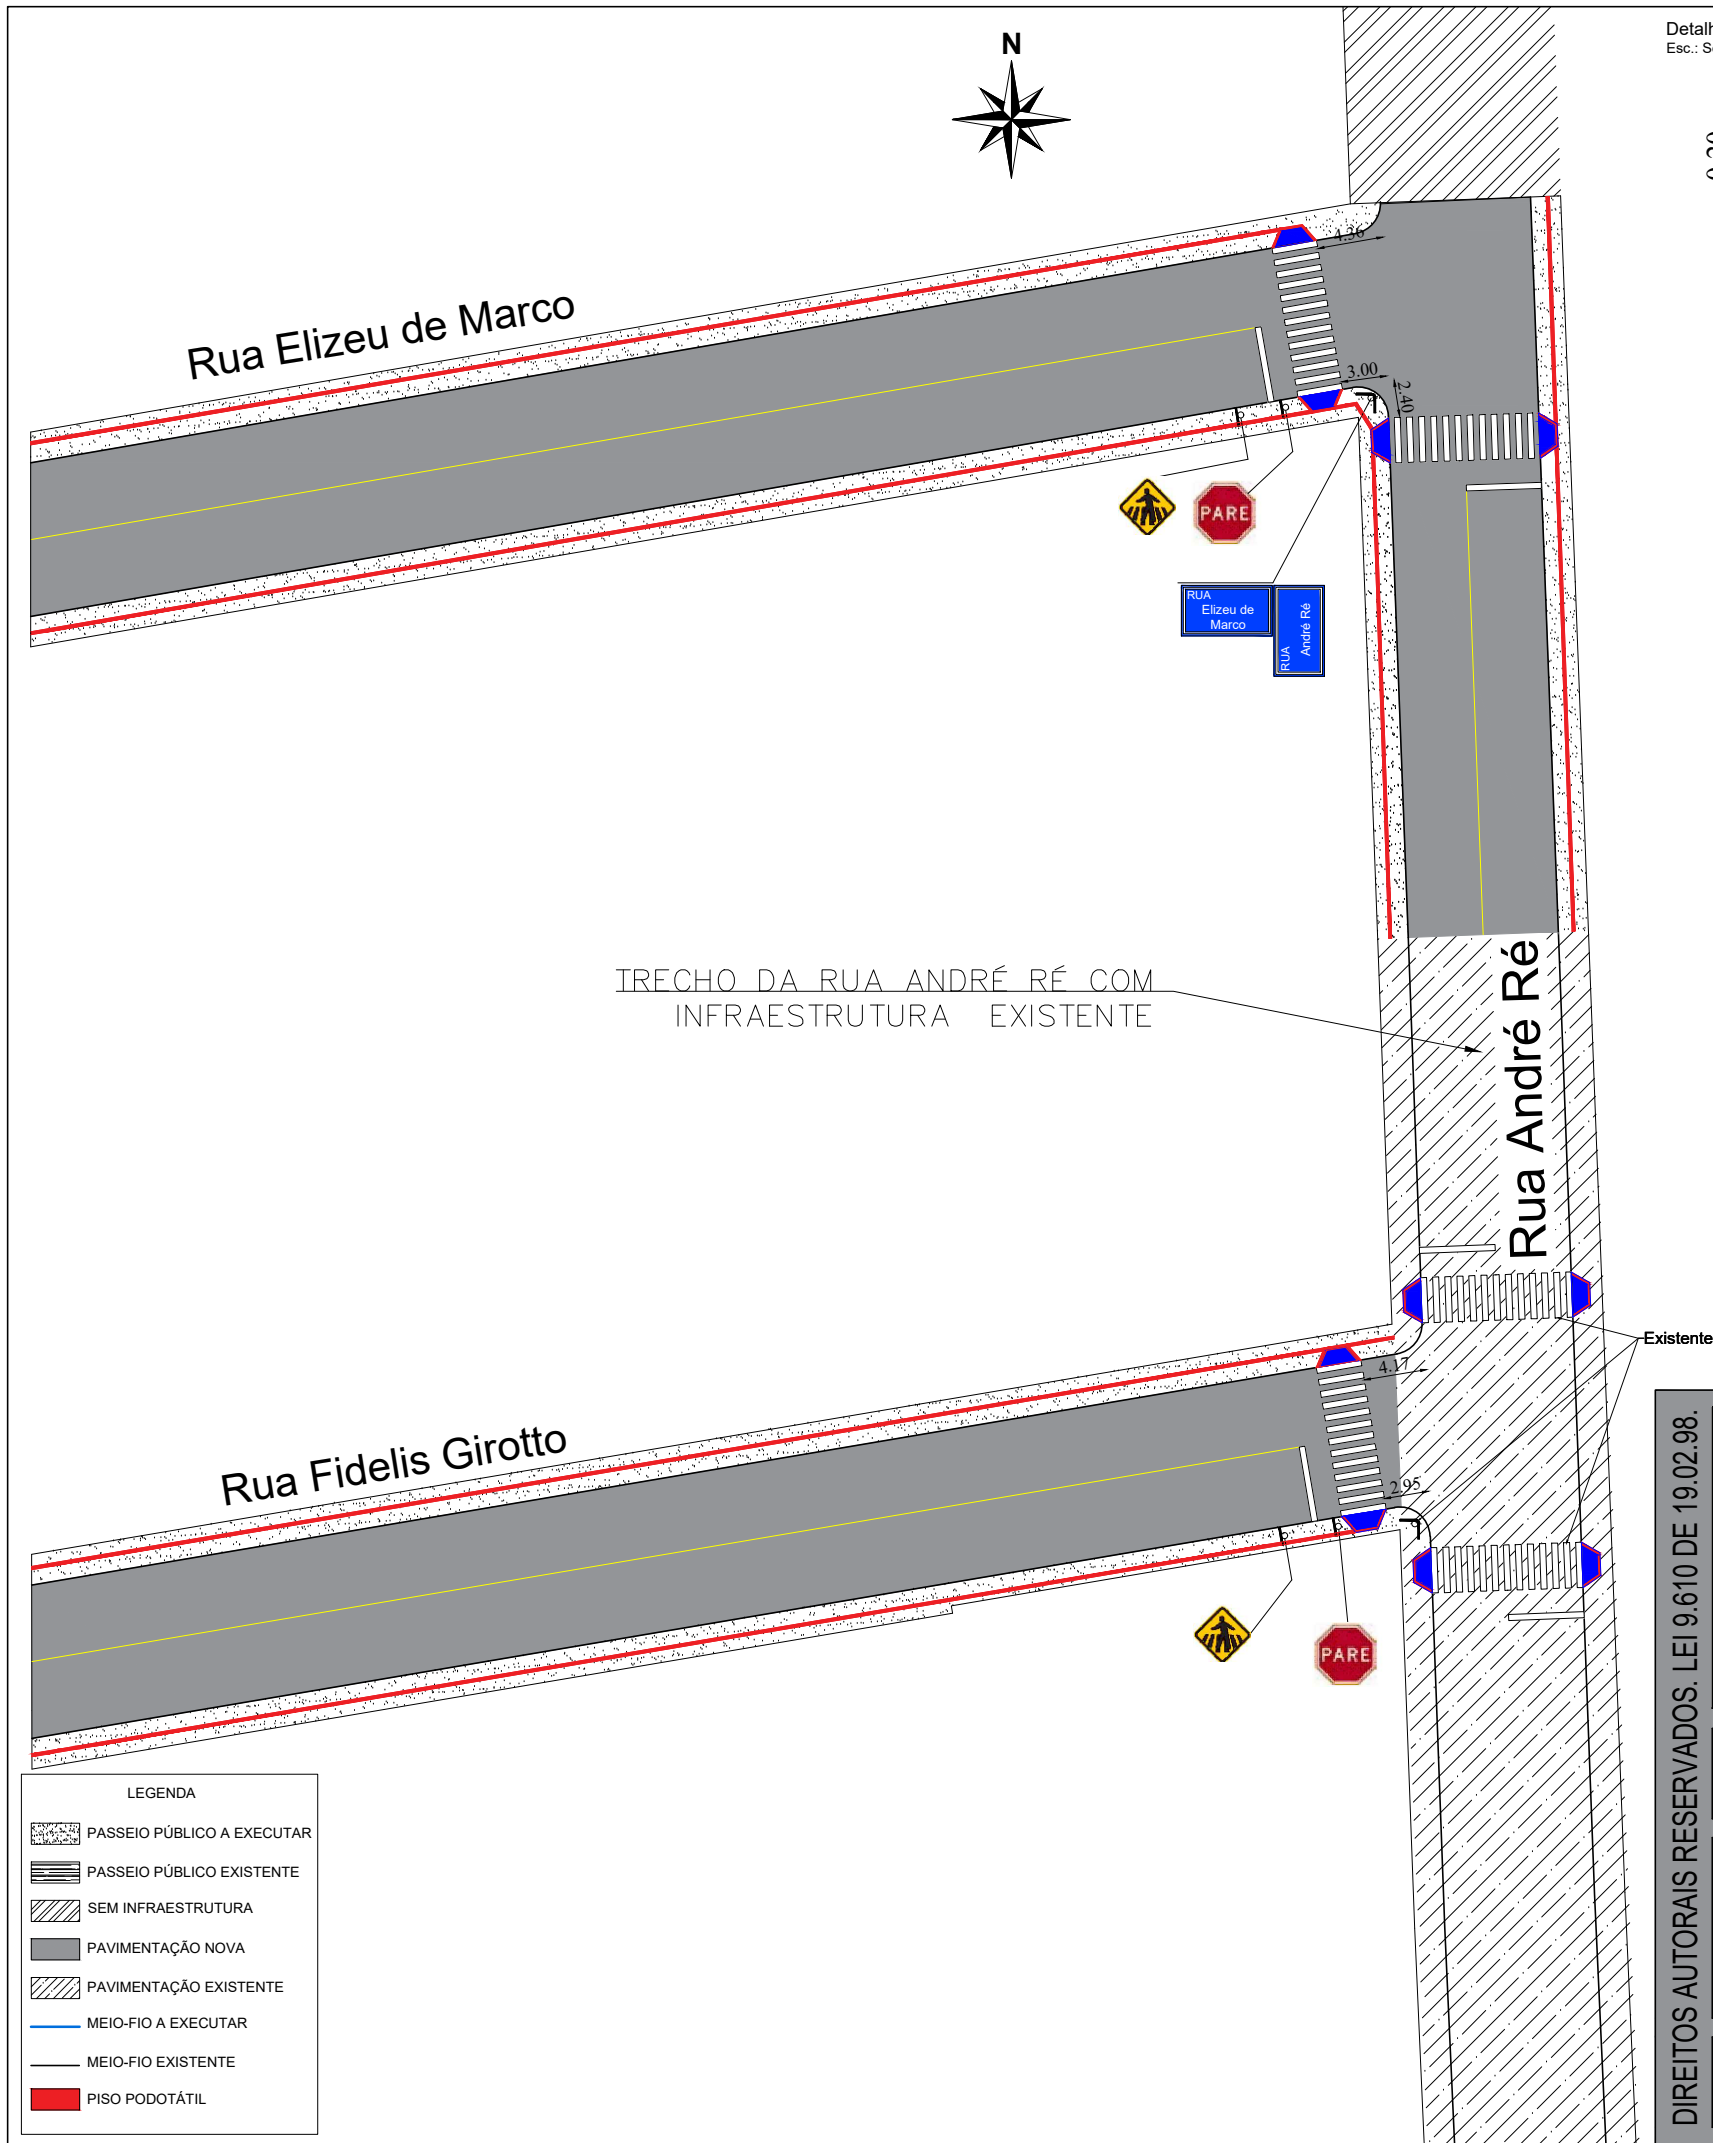 N
Rua Elizeu de Marco
4.36
3.00
2.40
PARE
RUA
Elizeu de
Marco
RUA
André Ré
TRECHO DA RUA ANDRÉ RÉ COM
INFRAESTRUTURA EXISTENTE
Rua André Ré
Existente
Rua Fidelis Girotto
4.17
2.95
PARE
LEGENDA
PASSEIO PÚBLICO A EXECUTAR
PASSEIO PÚBLICO EXISTENTE
SEM INFRAESTRUTURA
PAVIMENTAÇÃO NOVA
PAVIMENTAÇÃO EXISTENTE
MEIO-FIO A EXECUTAR
MEIO-FIO EXISTENTE
PISO PODOTÁTIL
DIREITOS AUTORAIS RESERVADOS. LEI 9.610 DE 19.02.98.
Esc.: